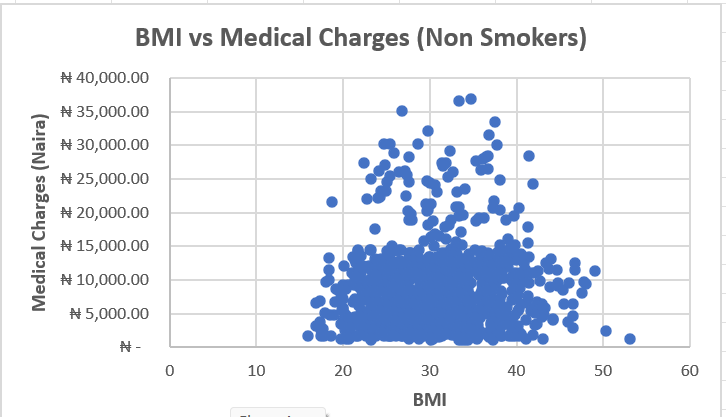 BMI vs Medical Charges (Non Smokers)
Medical Charges (Naira)
₦ 40,000.00
₦ 35,000.00
₦ 30,000.00
₦ 25,000.00
₦ 20,000.00
₦ 15,000.00
₦ 10,000.00
₦ 5,000.00
₦ -
0 10 20 30 40 50 60
BMI